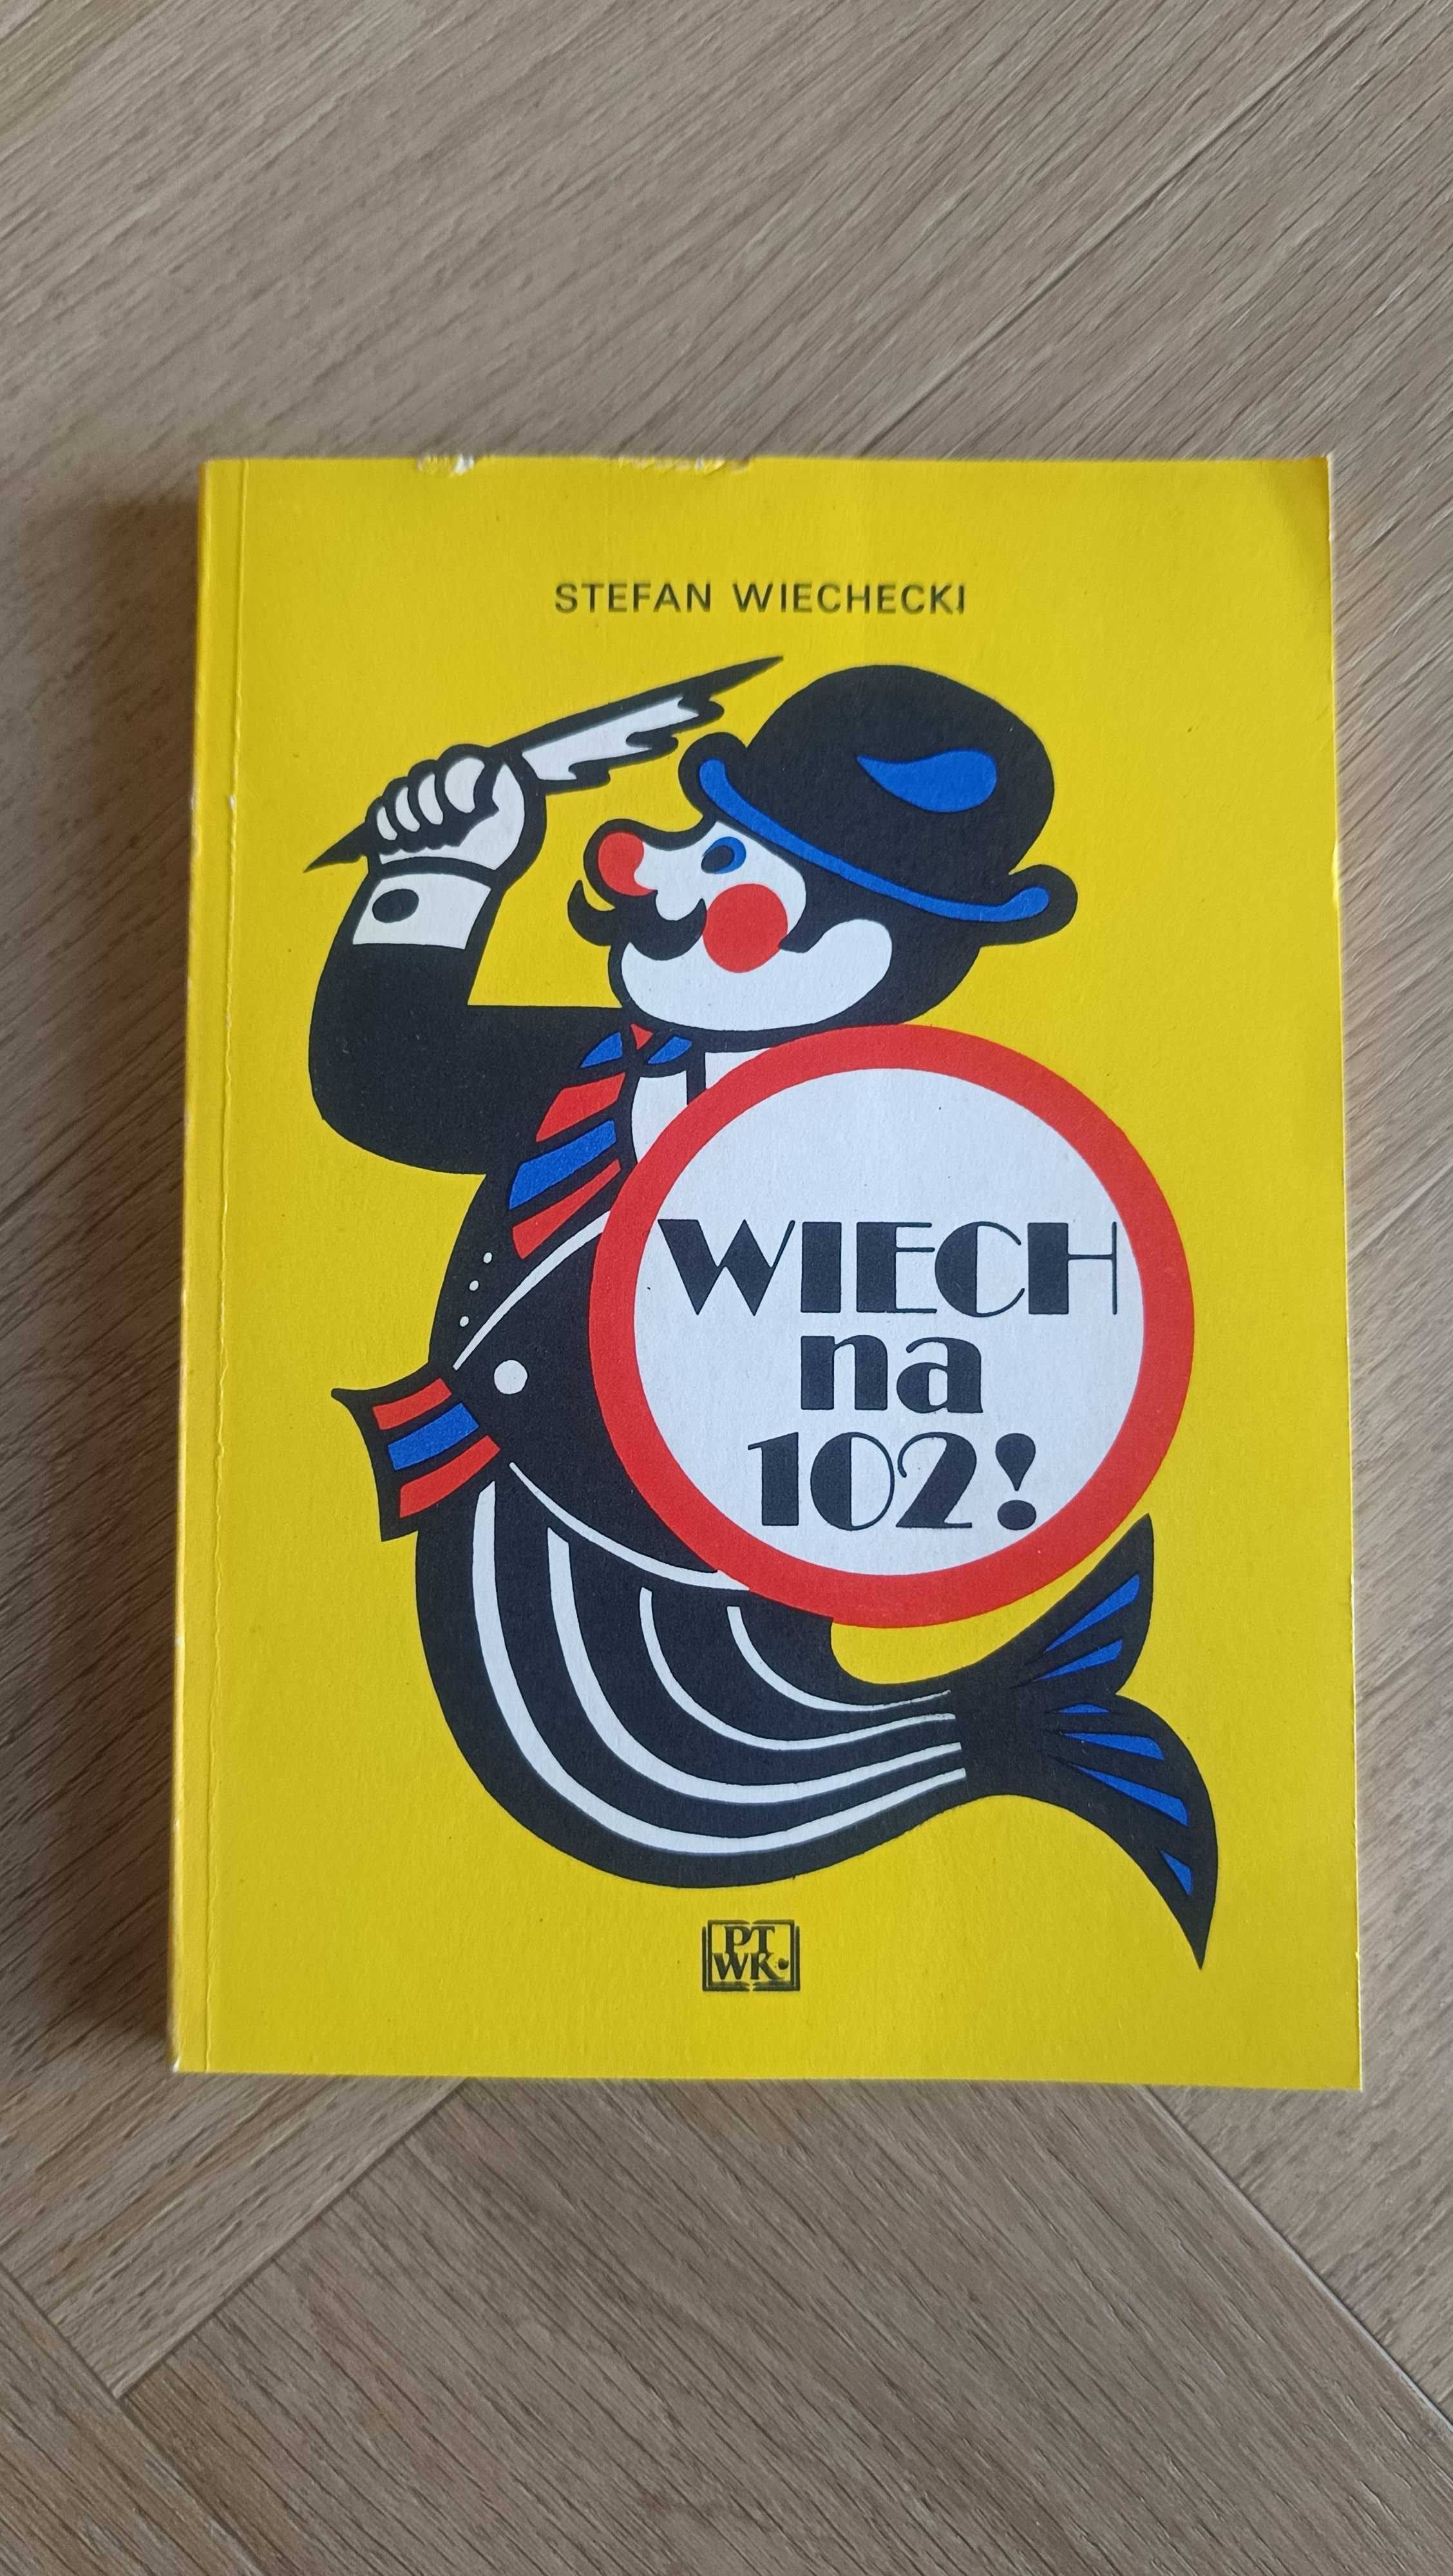 STEFAN WIECHECKI
WIECH
na
102!
PT
WK